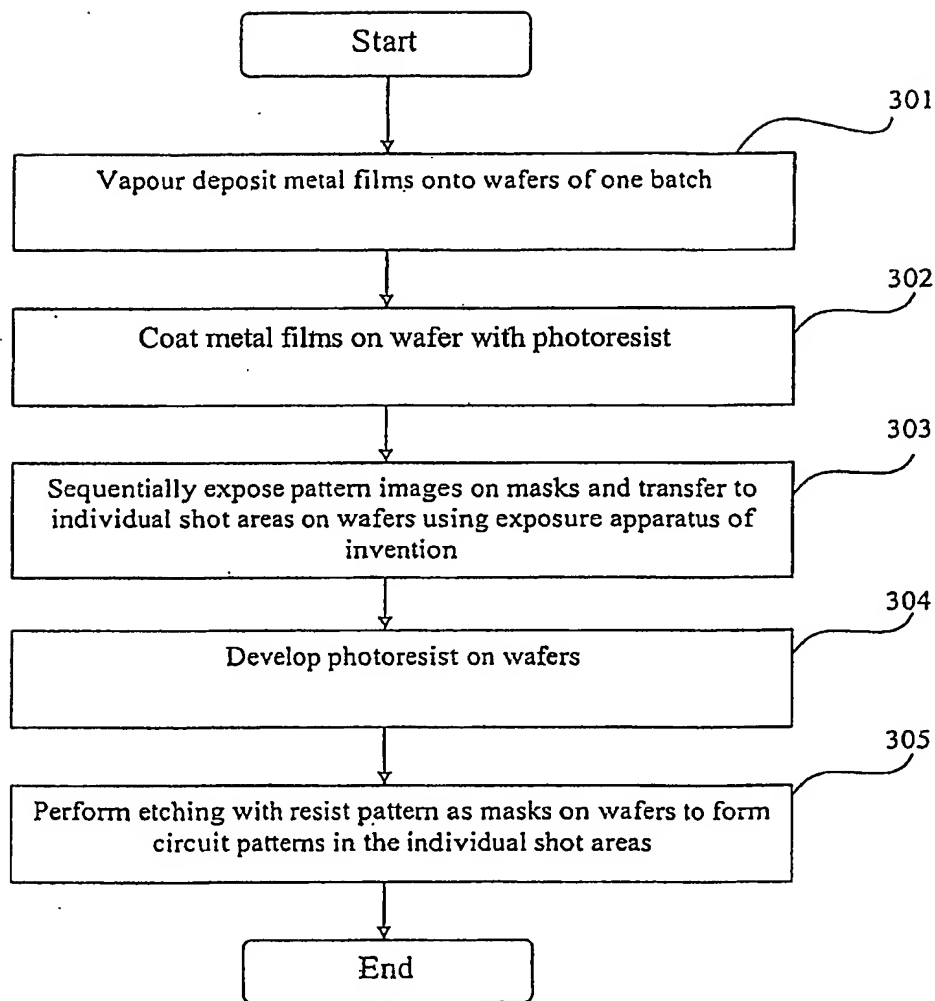 Start
301
Vapour deposit metal films onto wafers of one batch
302
Coat metal films on wafer with photoresist
303
Sequentially expose pattern images on masks and transfer to
individual shot areas on wafers using exposure apparatus of
invention
304
Develop photoresist on wafers
305
Perform etching with resist pattern as masks on wafers to form
circuit patterns in the individual shot areas
End